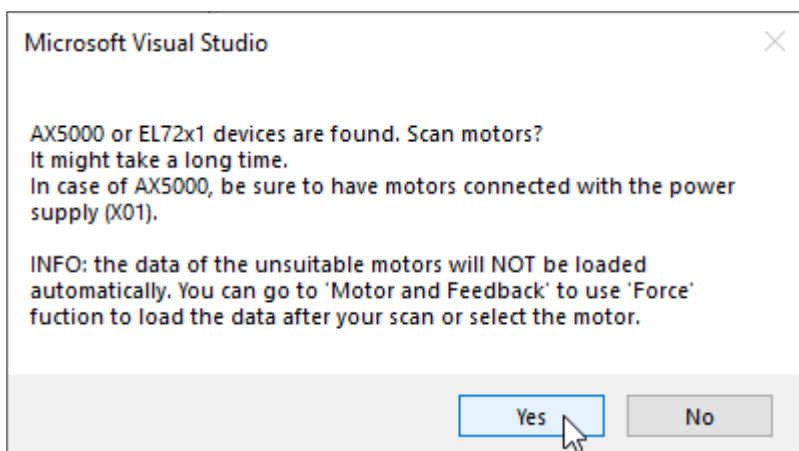 Microsoft Visual Studio
AX5000 or EL72x1 devices are found. Scan motors?
It might take a long time.
In case of AX5000, be sure to have motors connected with the power
supply (X01).
INFO: the data of the unsuitable motors will NOT be loaded
automatically. You can go to 'Motor and Feedback' to use 'Force'
fuction to load the data after your scan or select the motor.
Yes
No